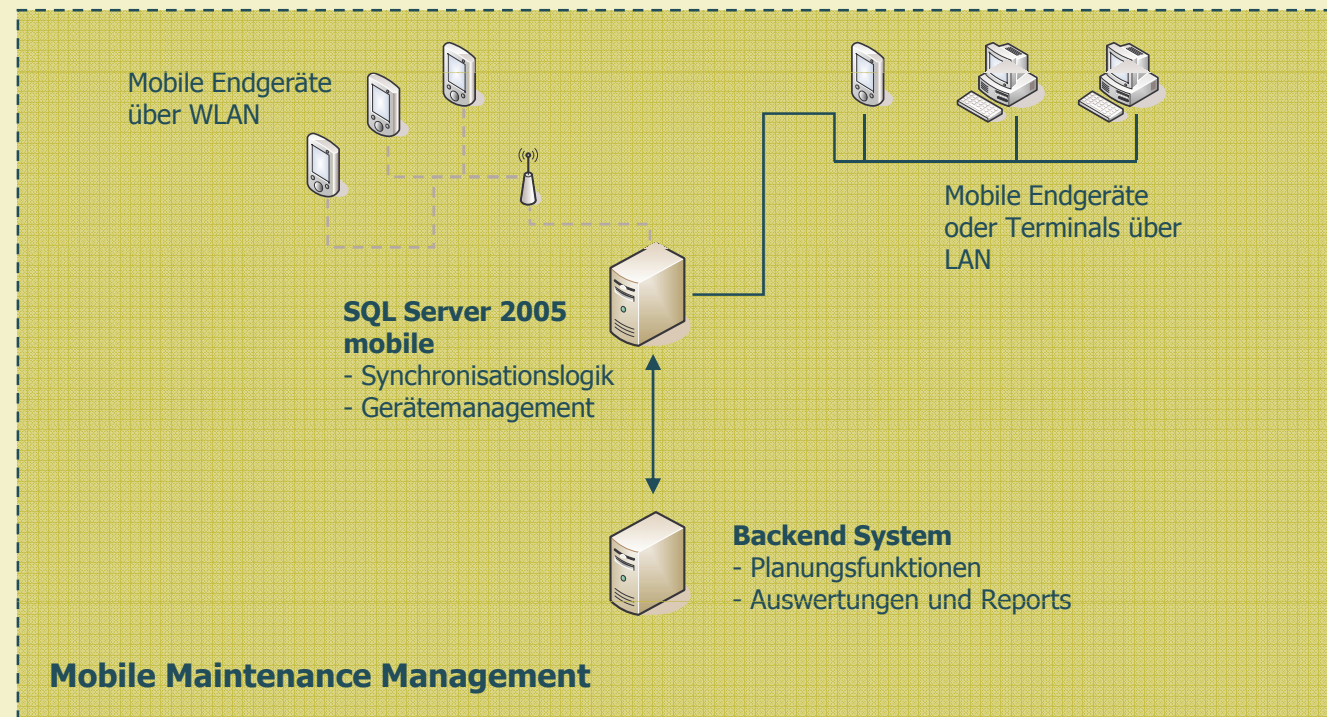 Mobile Endgeräte
über WLAN
Mobile Endgeräte
oder Terminals über
LAN
SQL Server 2005
mobile
- Synchronisationslogik
- Gerätemanagement
Backend System
- Planungsfunktionen
- Auswertungen und Reports
Mobile Maintenance Management